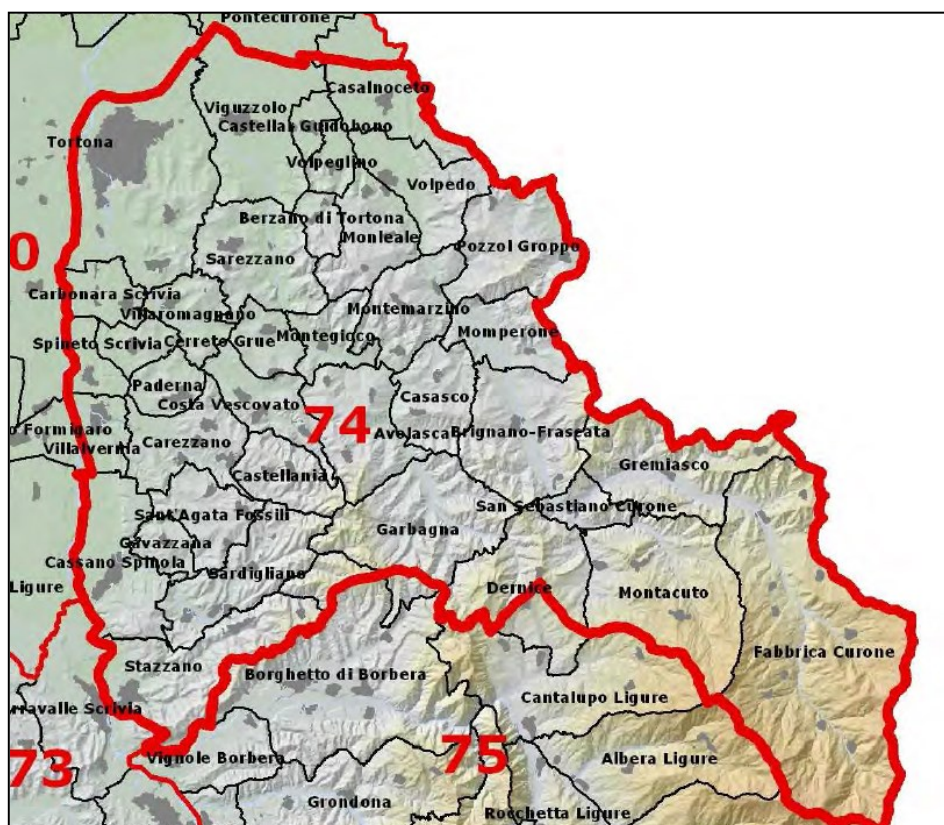 Pontecurone
Casalnoceto
Viguzzolo
Castellar Guidobono
Tortona
Volpeglino
Volpedo
Berzano di Tortona
Monleale
Pozzol Groppo
0
Sarezzano
Carbonara Scrivia
Villaromagnano
Montemarzino
Spineto Scrivia
Cerreto Grue
Montegioco
Momperone
Paderna
Casasco
Costa Vescovato
74
o Formigaro
Villalvernia
Carezzano
Avolasca
Brignano-Frascata
Castellania
Gremiasco
Sant'Agata Fossili
San Sebastiano Curone
Garbagna
Gavazzana
Cassano Spinola
Sardigliano
Ligure
Dernice
Montacuto
Stazzano
Borghetto di Borbera
Fabbrica Curone
Cantalupo Ligure
rravalle Scrivia
73
Vignole Borbera
75
Albera Ligure
Grondona
Rocchetta Ligure